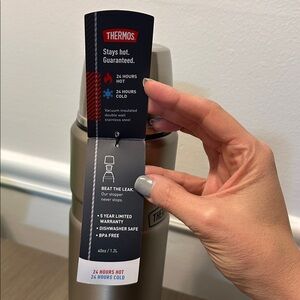 THERMOS
Stays hot.
Guaranteed.
24 HOURS
HOT
24 HOURS
COLD
Vacuum insulated
double wall
stainless steel
BEAT THE LEAK.
Our stopper
never stops.
• 5 YEAR LIMITED
WARRANTY
• DISHWASHER SAFE
• BPA FREE
40oz / 1.2L
24 HOURS HOT
24 HOURS COLD